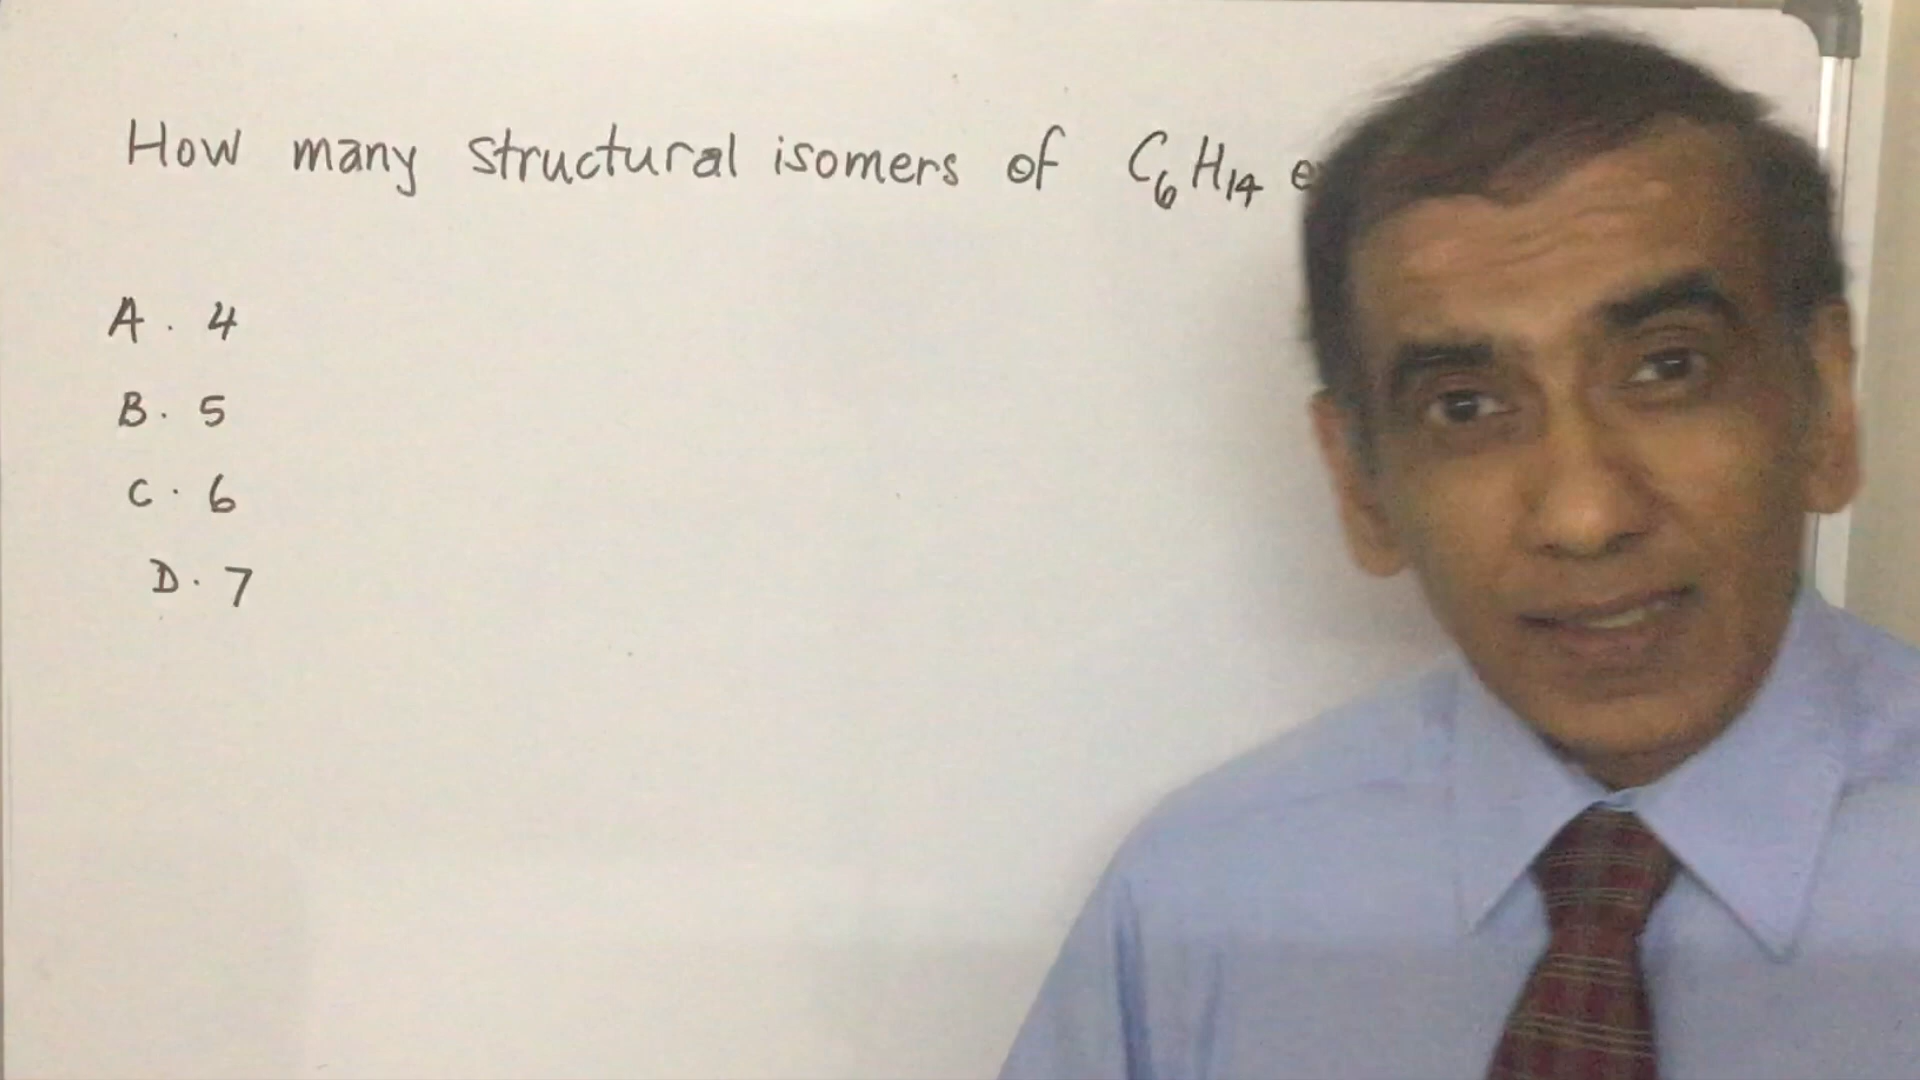 How many structural isomers of C₆H₁₄
A. 4
B. 5
C. 6
D. 7